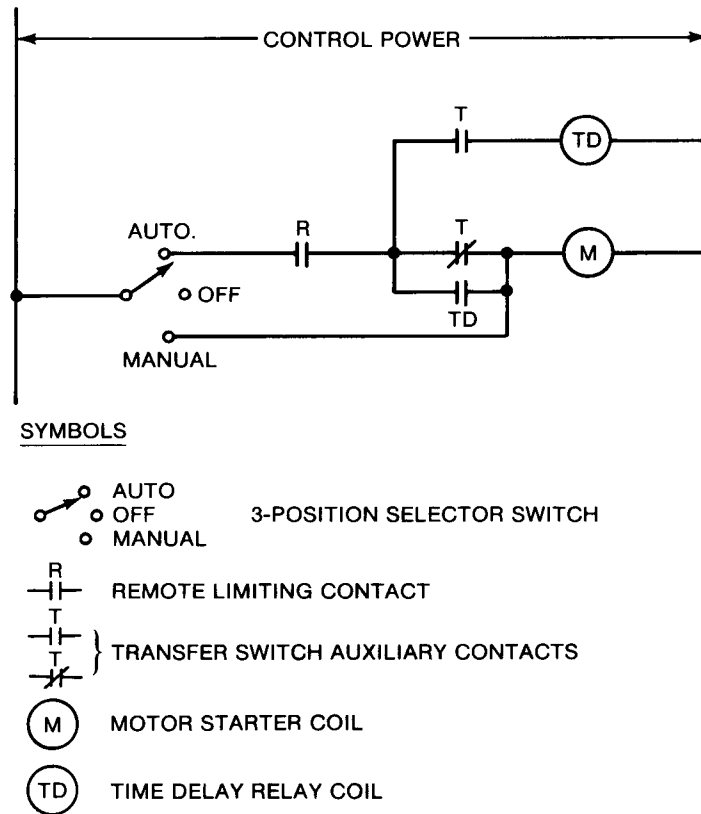 CONTROL POWER
T
TD
AUTO.
R
T
M
OFF
TD
MANUAL
SYMBOLS
AUTO
OFF
MANUAL
3-POSITION SELECTOR SWITCH
R
REMOTE LIMITING CONTACT
T
T
TRANSFER SWITCH AUXILIARY CONTACTS
M
MOTOR STARTER COIL
TD
TIME DELAY RELAY COIL